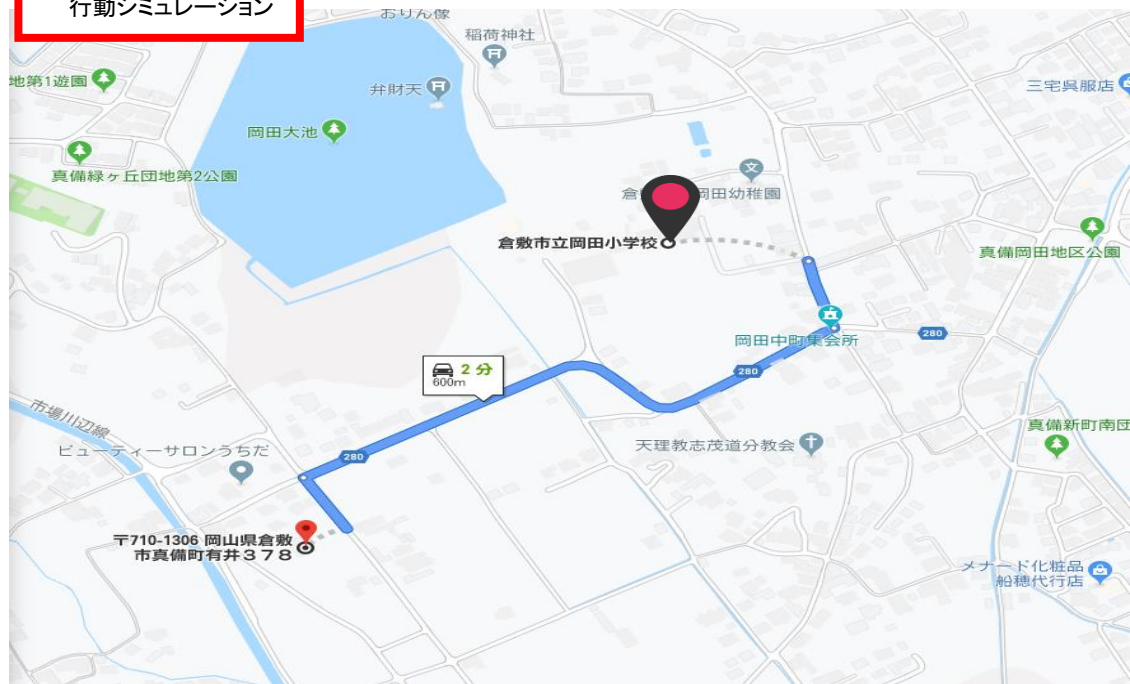 行動シミュレーション
おりん像
稲荷神社
地第1遊園
弁財天
三宅呉服店
岡田大池
真備緑ヶ丘団地第2公園
岡田幼稚園
倉敷市立岡田小学校
真備岡田地区公園
岡田中町集会所
280
280
2 分
600m
市場川辺線
天理教志茂道分教会
真備新町南団
ビューティーサロンうちだ
280
〒710-1306 岡山県倉敷
市真備町有井378
メナード化粧品
船穂代行店